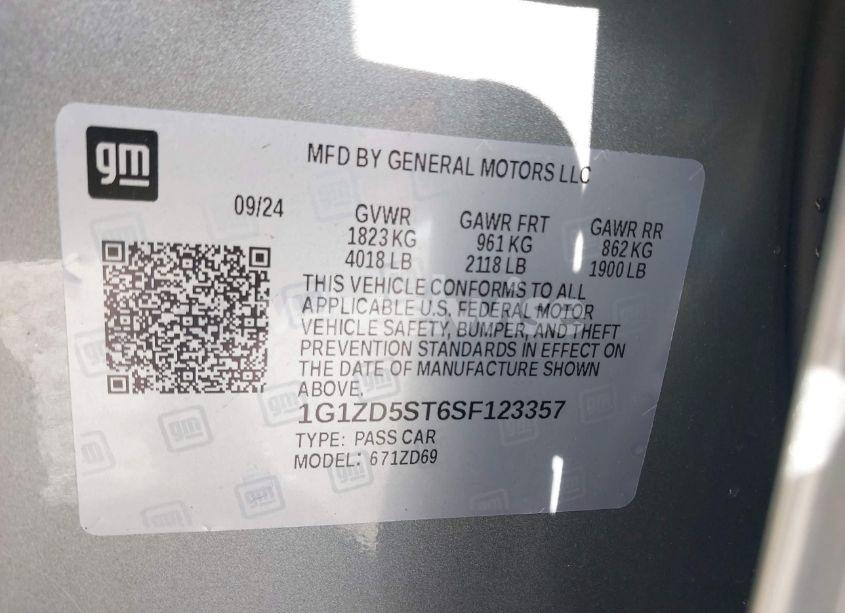 gm
MFD BY GENERAL MOTORS LLC
09/24
GVWR
1823 KG
4018 LB
GAWR FRT
961 KG
2118 LB
GAWR RR
862 KG
1900 LB
THIS VEHICLE CONFORMS TO ALL
APPLICABLE U.S. FEDERAL MOTOR
VEHICLE SAFETY, BUMPER, AND THEFT
PREVENTION STANDARDS IN EFFECT ON
THE DATE OF MANUFACTURE SHOWN
ABOVE.
1G1ZD5ST6SF123357
TYPE: PASS CAR
MODEL: 671ZD69